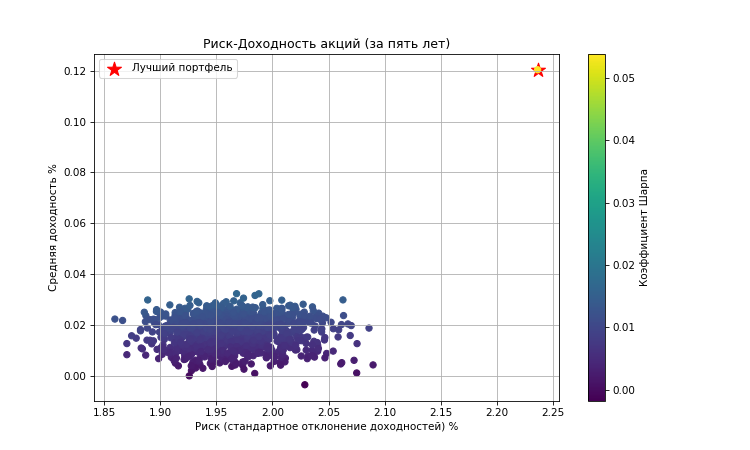 Риск-Доходность акций (за пять лет)
Лучший портфель
0.12
0.10
0.08
0.06
0.04
0.02
0.00
Средняя доходность %
1.85 1.90 1.95 2.00 2.05 2.10 2.15 2.20 2.25
Риск (стандартное отклонение доходностей) %
0.05
0.04
0.03
0.02
0.01
0.00
Коэффициент Шарпа